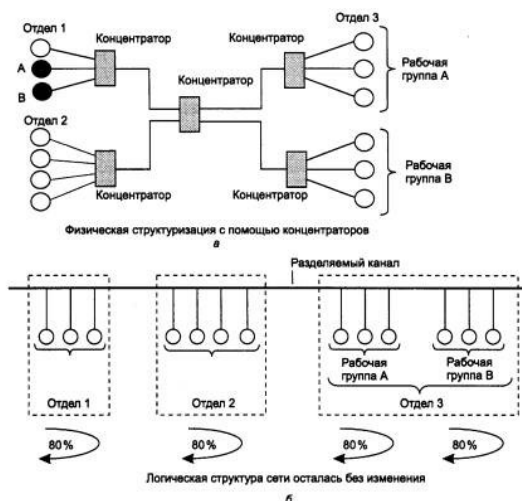 Отдел 1
Концентратор
Концентратор
Отдел 3
А
В
Концентратор
Рабочая
группа А
Отдел 2
Концентратор
Концентратор
Рабочая
группа В
Физическая структуризация с помощью концентраторов
а
Разделяемый канал
Рабочая
группа А
Рабочая
группа В
Отдел 1
Отдел 2
Отдел 3
80%
80%
80%
80%
Логическая структура сети осталась без изменения
б